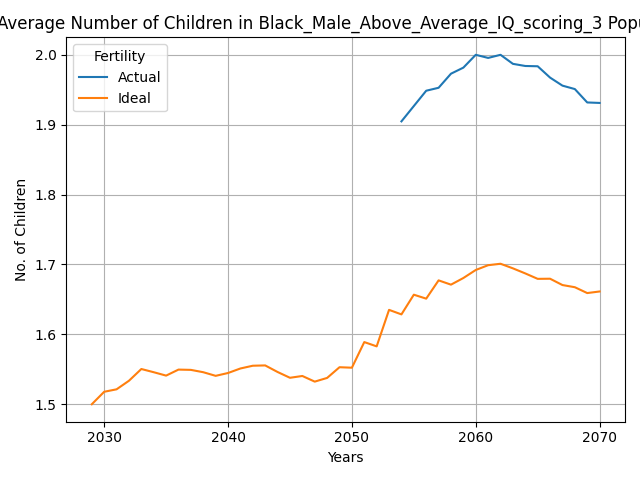 Average Number of Children in Black_Male_Above_Average_IQ_scoring_3
Fertility
Actual
Ideal
No. of Children
2.0
1.9
1.8
1.7
1.6
1.5
2030 2040 2050 2060 2070
Years